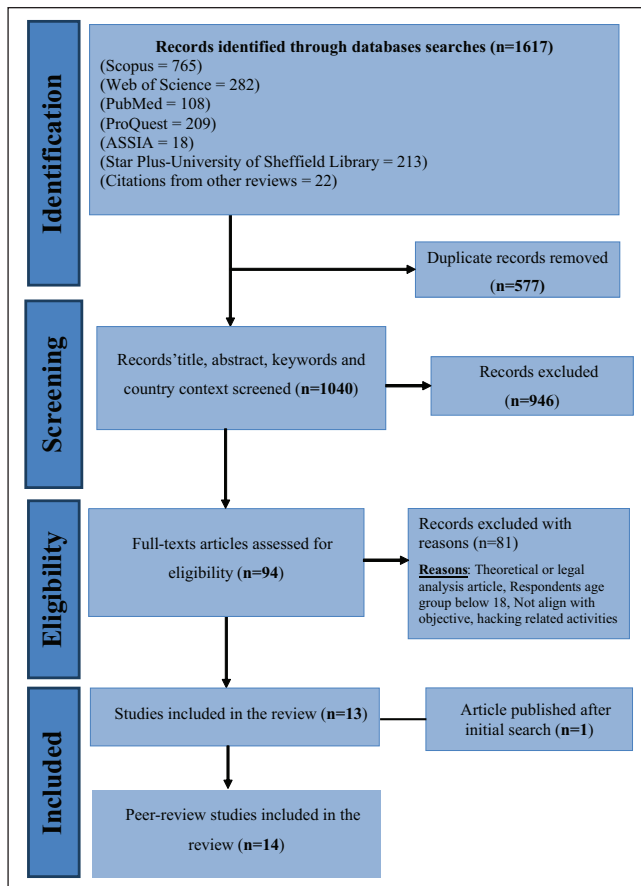 Identification
Records identified through databases searches (n=1617)
(Scopus = 765)
(Web of Science = 282)
(PubMed = 108)
(ProQuest = 209)
(ASSIA = 18)
(Star Plus-University of Sheffield Library = 213)
(Citations from other reviews = 22)
Duplicate records removed
(n=577)
Screening
Records'title, abstract, keywords and
country context screened (n=1040)
Records excluded
(n=946)
Eligibility
Full-texts articles assessed for
eligibility (n=94)
Records excluded with
reasons (n=81)
Reasons: Theoretical or legal
analysis article, Respondents age
group below 18, Not align with
objective, hacking related activities
Included
Studies included in the review (n=13)
Article published after
initial search (n=1)
Peer-review studies included in the
review (n=14)